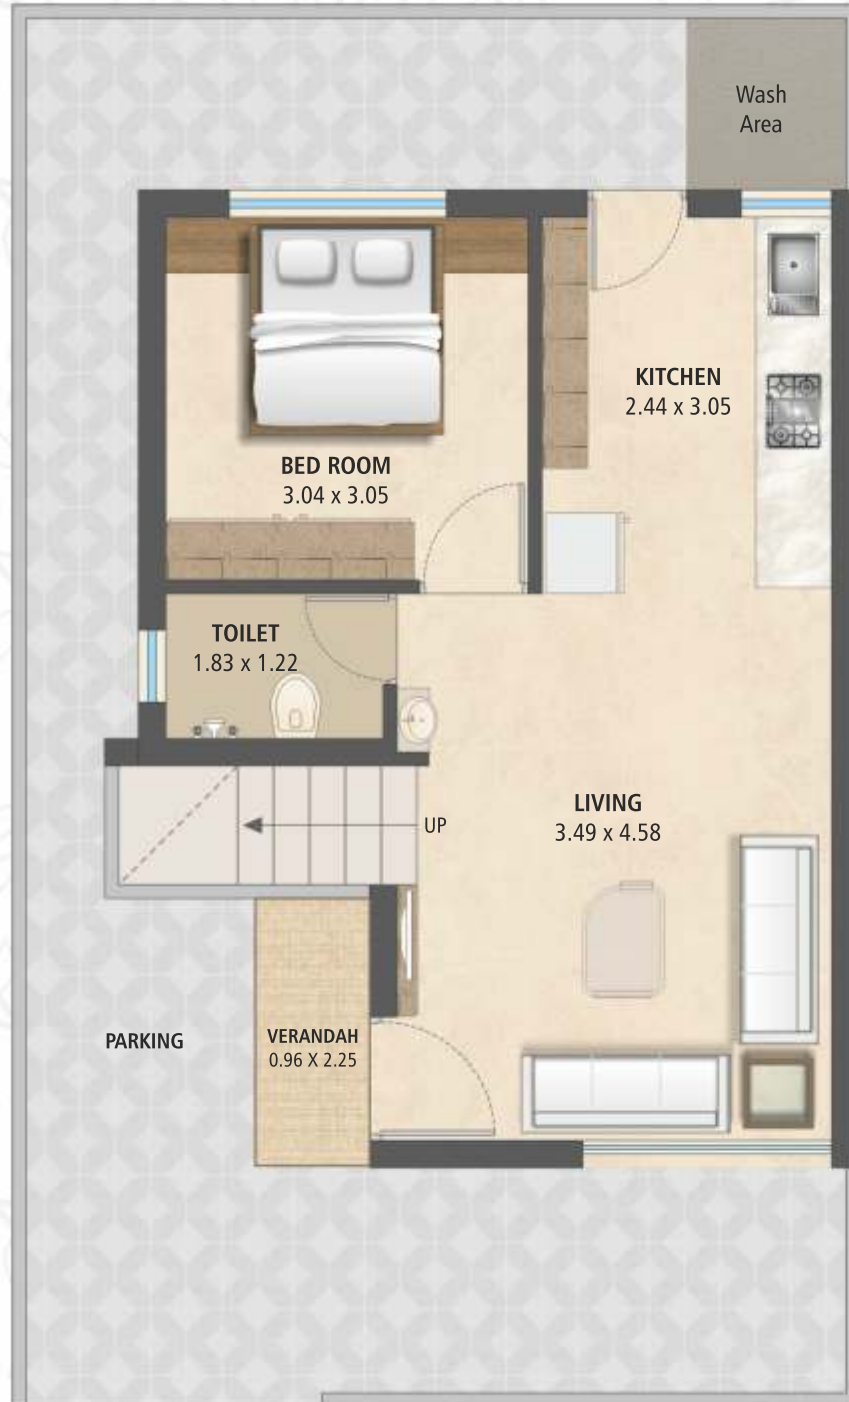 Wash
Area
KITCHEN
2.44 x 3.05
BED ROOM
3.04 x 3.05
TOILET
1.83 x 1.22
LIVING
3.49 x 4.58
UP
PARKING
VERANDAH
0.96 X 2.25